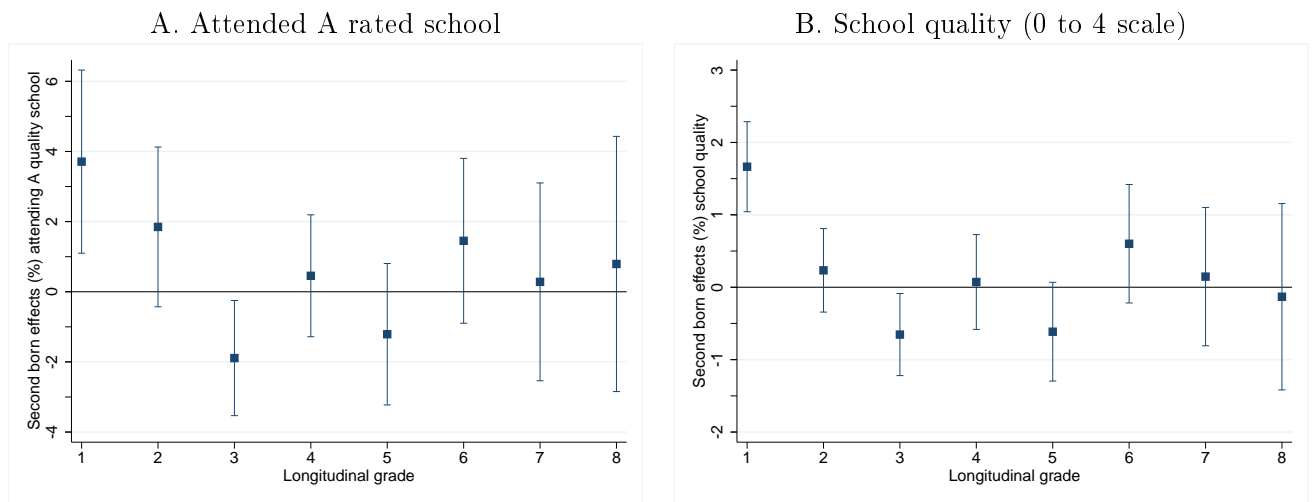 A. Attended A rated school
Second born effects (%) attending A quality school
6
4
2
0
-2
-4
1 2 3 4 5 6 7 8
Longitudinal grade
B. School quality (0 to 4 scale)
Second born effects (%) school quality
3
2
1
0
-1
-2
1 2 3 4 5 6 7 8
Longitudinal grade